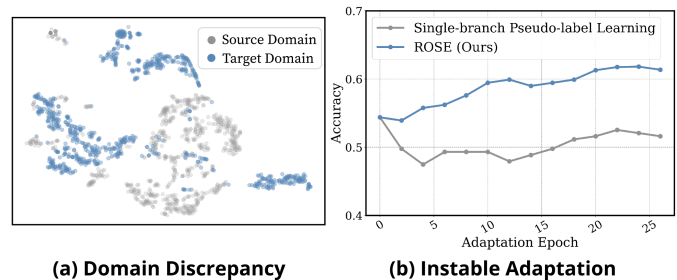 Source Domain
Target Domain
(a) Domain Discrepancy
0.7
0.6
0.5
0.4
Accuracy
Single-branch Pseudo-label Learning
ROSE (Ours)
0
5
10
15
20
25
Adaptation Epoch
(b) Instable Adaptation